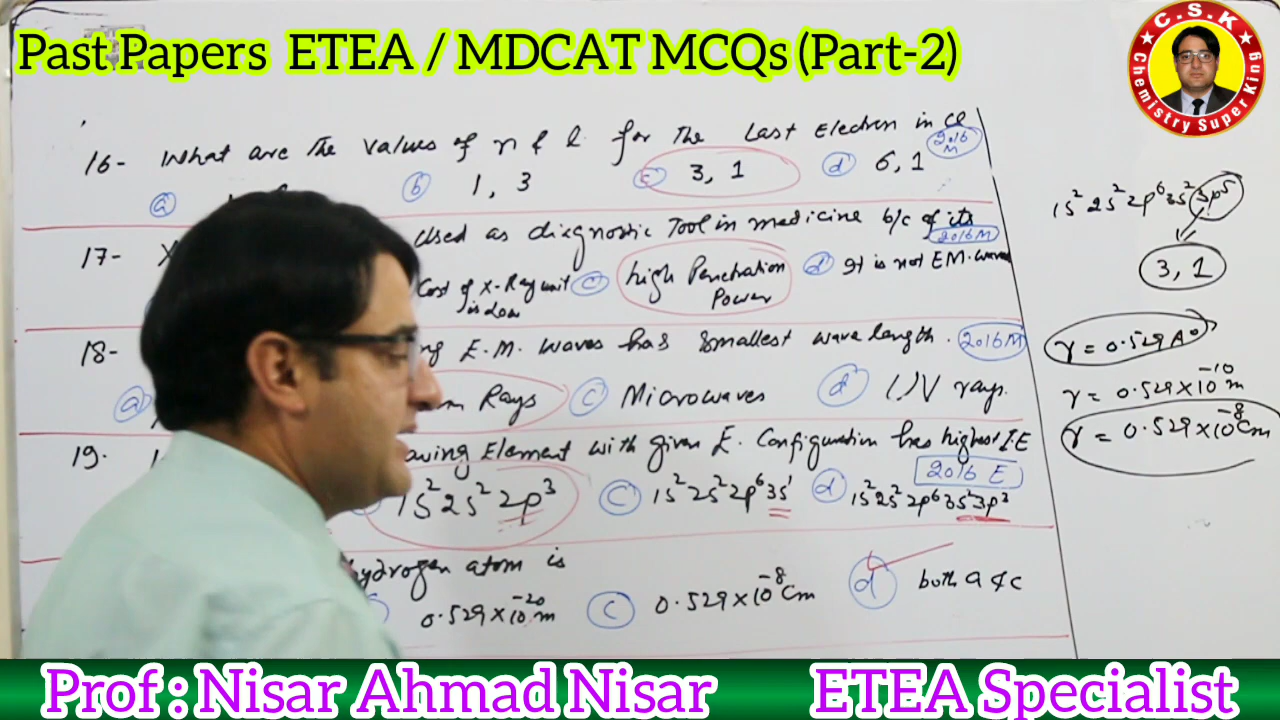 Past Papers ETEA / MDCAT MCQs (Part-2)
C.S.K
Chemistry Super King
16- What are The values of n & l for The Last Electron in Cl
2016 M
a
b 1, 3
c 3, 1
d 6, 1
17- X
used as diagnostic Tool in medicine b/c of its
2016 M
Cost of X-Ray unit is Low
c high Penetration Power
d It is not EM. waves
18-
ng E.M. waves has Smallest wave length.
2016 M
a
m Rays
c Microwaves
d UV rays.
19.
owing Element with given E. Configuration has highest I.E
2016 E
1s² 2s² 2p³
c 1s² 2s² 2p⁶ 3s¹
d 1s² 2s² 2p⁶ 3s² 3p³
hydrogen atom is
0.529 × 10⁻²⁰ m
c 0.529 × 10⁻⁸ cm
d both a & c
1s² 2s² 2p⁶ 3s² 3p⁵
3, 1
r = 0.529 A°
r = 0.529 × 10⁻¹⁰ m
r = 0.529 × 10⁻⁸ cm
Prof : Nisar Ahmad Nisar
ETEA Specialist